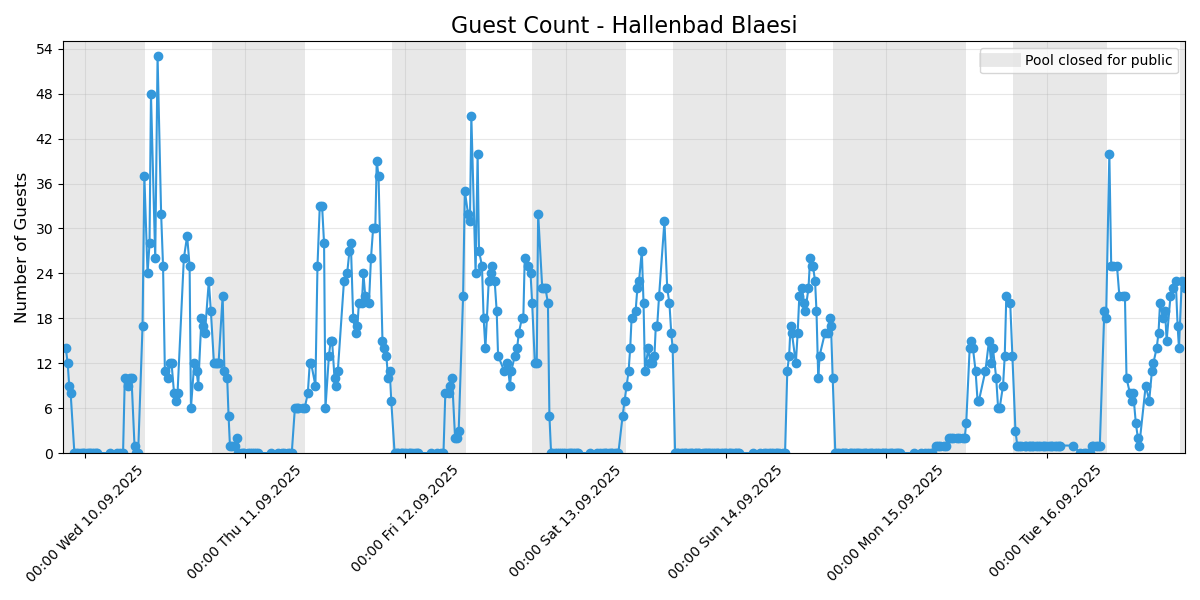 Guest Count - Hallenbad Blaesi
Pool closed for public
Number of Guests
54
48
42
36
30
24
18
12
6
0
00:00 Wed 10.09.2025
00:00 Thu 11.09.2025
00:00 Fri 12.09.2025
00:00 Sat 13.09.2025
00:00 Sun 14.09.2025
00:00 Mon 15.09.2025
00:00 Tue 16.09.2025